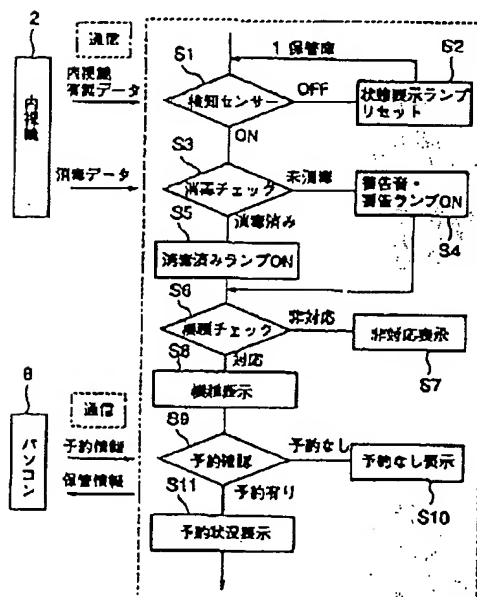 2
通信
内視鏡
有無データ
内視鏡
消毒データ
1 保管庫
S1
検知センサー
OFF
S2
状態表示ランプ
リセット
ON
S3
消毒チェック
未消毒
警告音・
警告ランプON
S4
消毒済み
S5
消毒済みランプON
S6
機種チェック
非対応
非対応表示
S7
対応
S8
機種表示
8
通信
パソコン
予約情報
保管情報
S9
予約確認
予約なし
予約なし表示
S10
予約有り
S11
予約状況表示